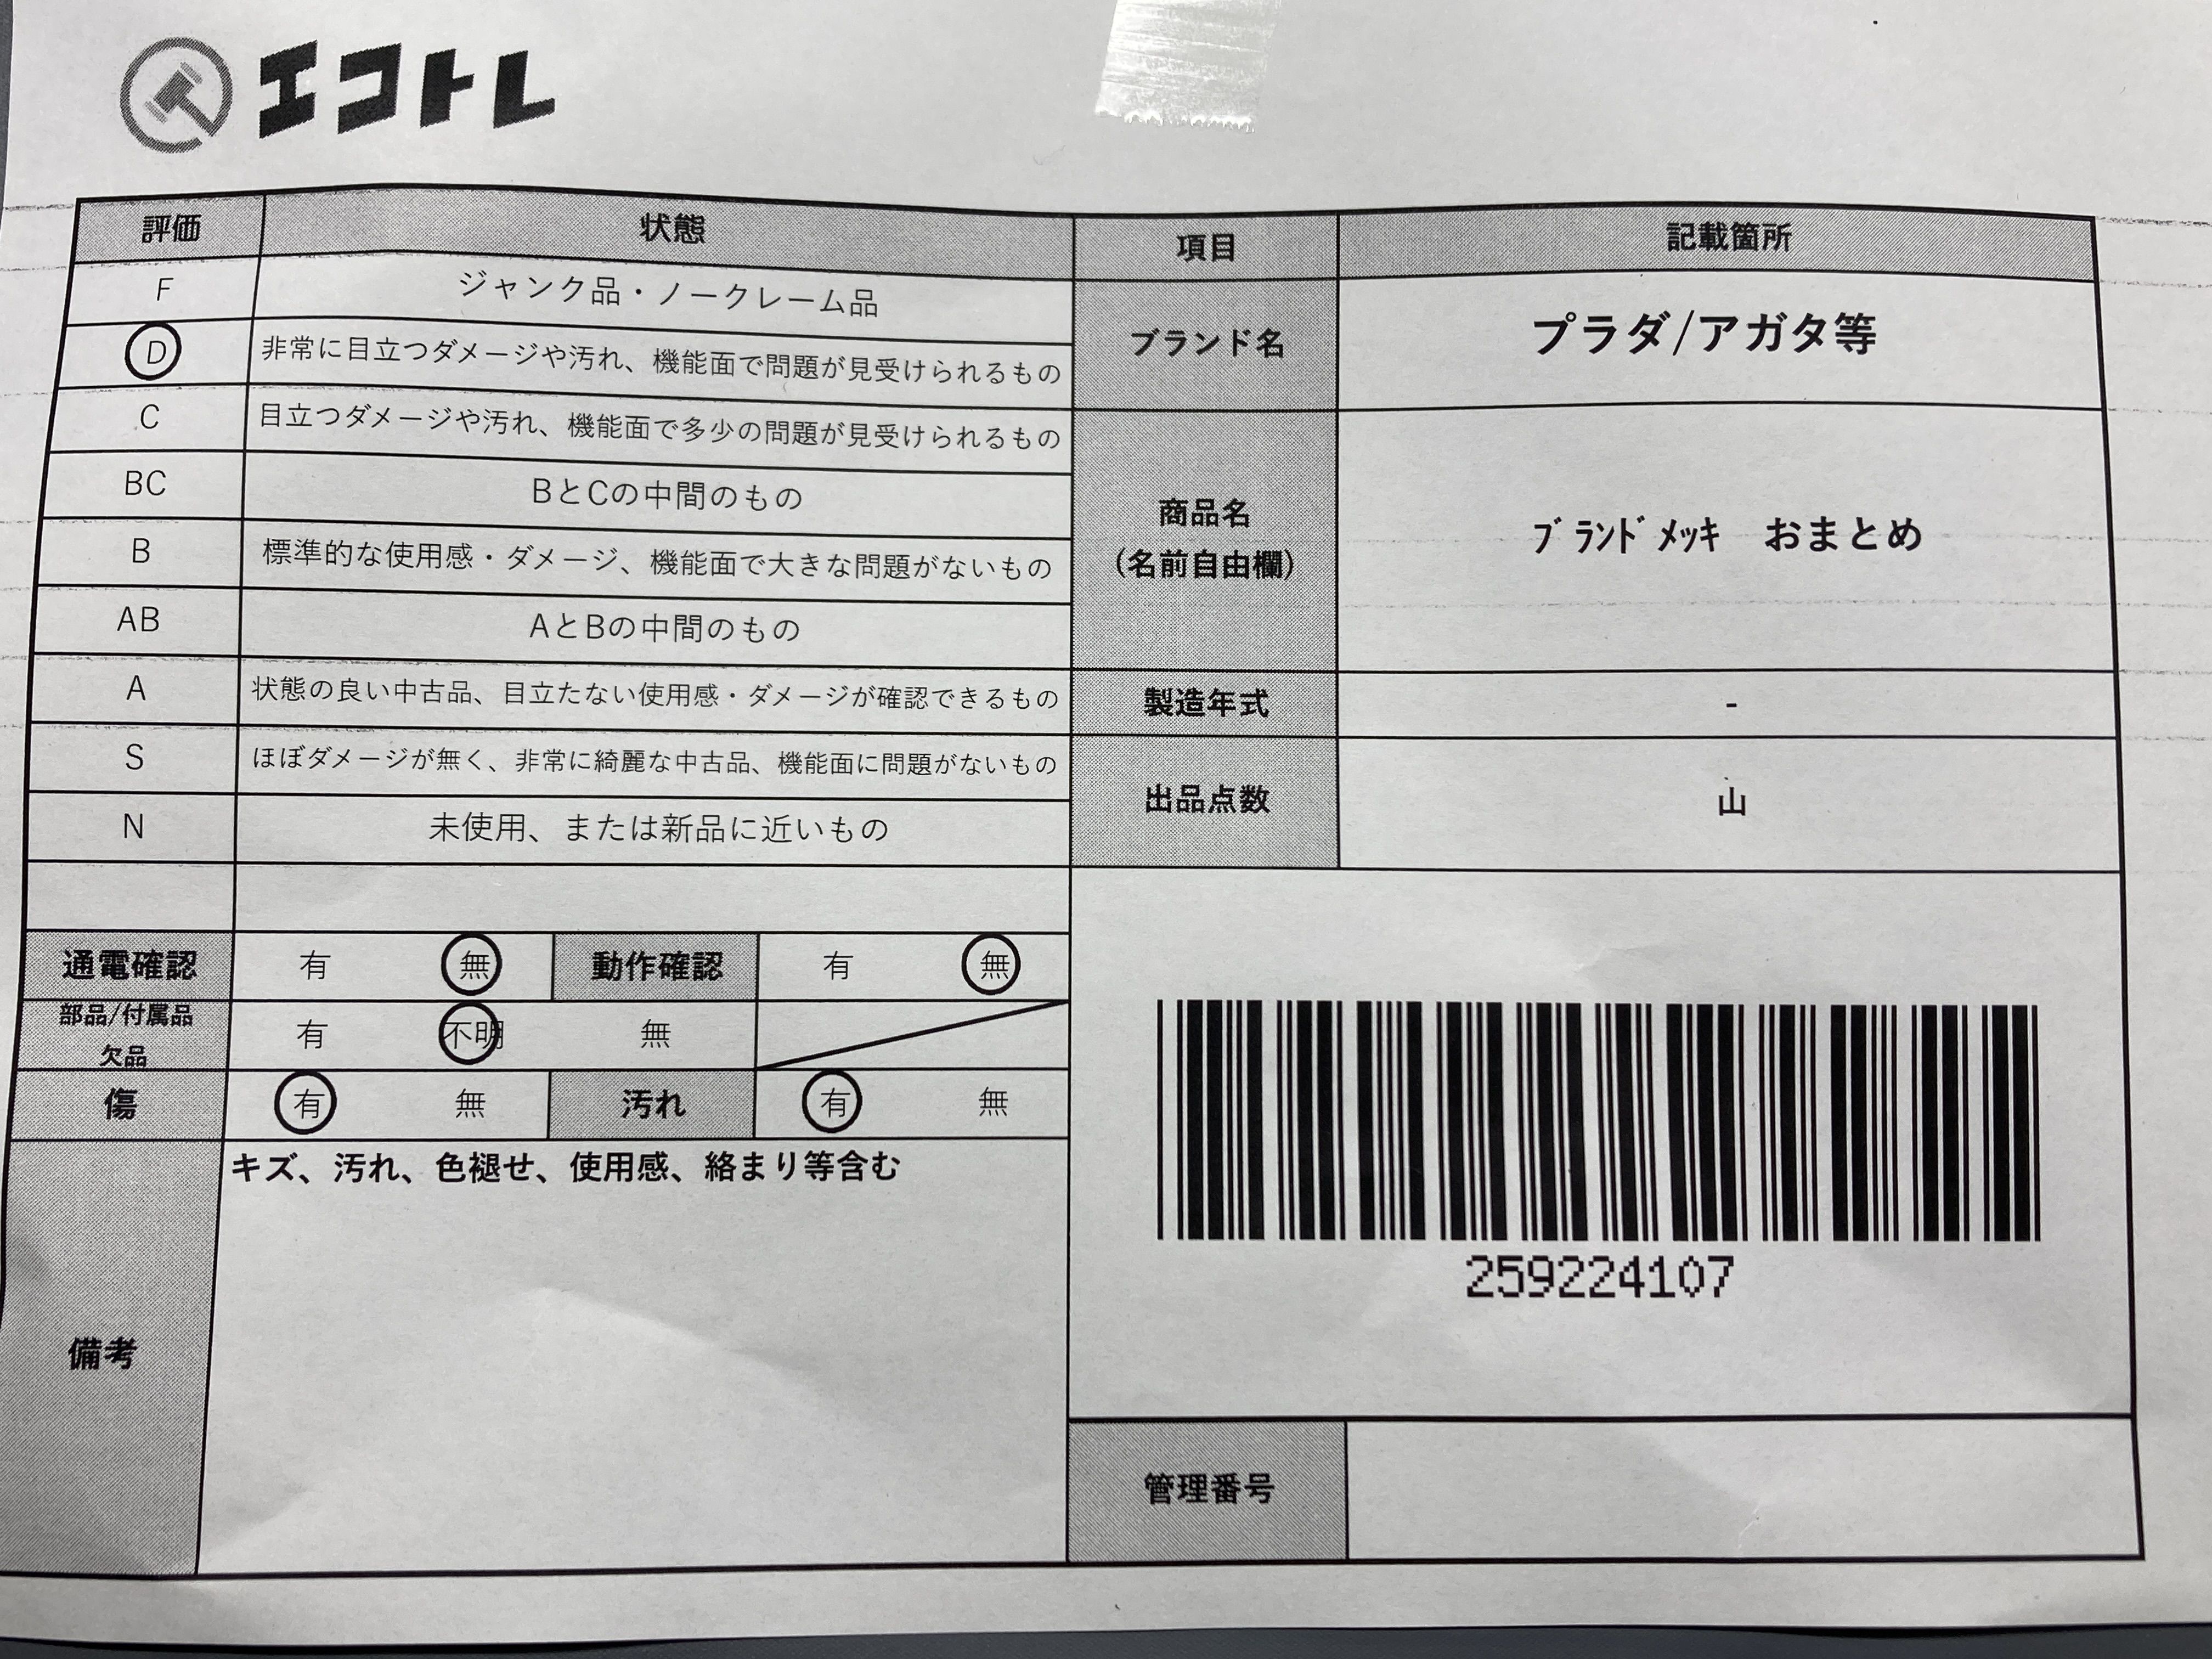 エコトレ
評価 状態
F ジャンク品・ノークレーム品
D 非常に目立つダメージや汚れ、機能面で問題が見受けられるもの
C 目立つダメージや汚れ、機能面で多少の問題が見受けられるもの
BC BとCの中間のもの
B 標準的な使用感・ダメージ、機能面で大きな問題がないもの
AB AとBの中間のもの
A 状態の良い中古品、目立たない使用感・ダメージが確認できるもの
S ほぼダメージが無く、非常に綺麗な中古品、機能面に問題がないもの
N 未使用、または新品に近いもの
通電確認 有 無 動作確認 有 無
部品/付属品
欠品 有 不明 無
傷 有 無 汚れ 有 無
備考 キズ、汚れ、色褪せ、使用感、絡まり等含む
項目 記載箇所
ブランド名 プラダ/アガタ等
商品名
(名前自由欄) ﾌﾞﾗﾝﾄﾞﾒｯｷ おまとめ
製造年式 -
出品点数 山
259224107
管理番号